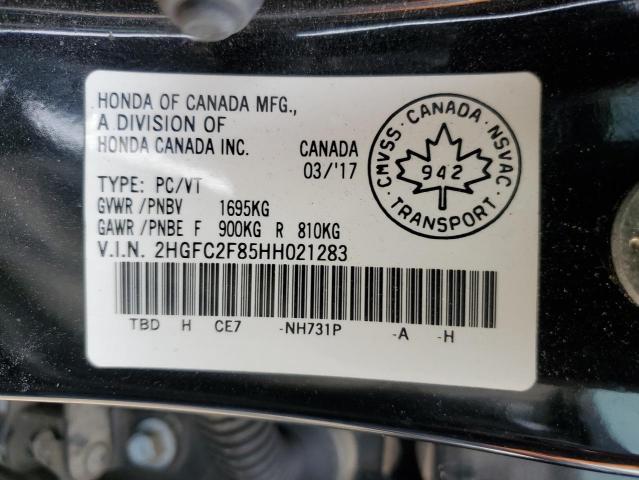 HONDA OF CANADA MFG.,
A DIVISION OF
HONDA CANADA INC. CANADA
03/'17
TYPE: PC/VT
GVWR /PNBV 1695KG
GAWR /PNBE F 900KG R 810KG
V.I.N. 2HGFC2F85HH021283
TBD H CE7 -NH731P -A -H
CMVSS · CANADA · NSVAC
942
· TRANSPORT ·